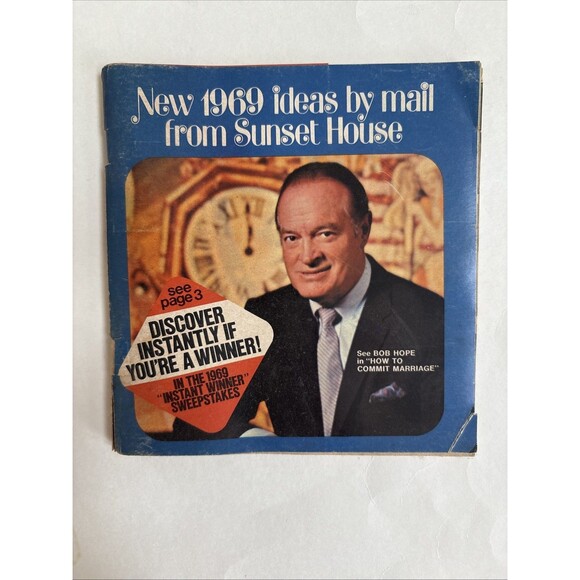 New 1969 ideas by mail
from Sunset House
see
page 3
DISCOVER
INSTANTLY IF
YOU'RE A WINNER!
IN THE 1969
"INSTANT WINNER"
SWEEPSTAKES
See BOB HOPE
in "HOW TO
COMMIT MARRIAGE"